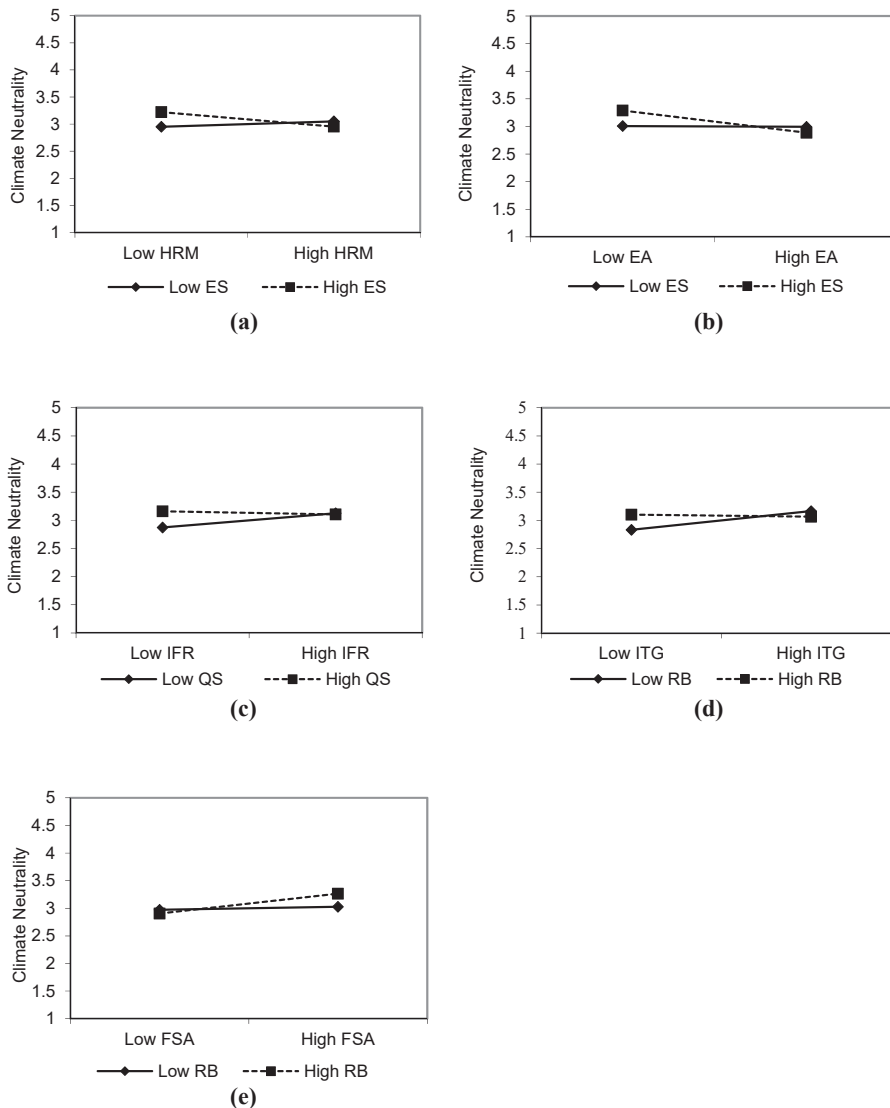 5
4.5
4
3.5
3
2.5
2
1.5
1
Climate Neutrality
Low HRM High HRM
Low ES High ES
(a)
5
4.5
4
3.5
3
2.5
2
1.5
1
Climate Neutrality
Low EA High EA
Low ES High ES
(b)
5
4.5
4
3.5
3
2.5
2
1.5
1
Climate Neutrality
Low IFR High IFR
Low QS High QS
(c)
5
4.5
4
3.5
3
2.5
2
1.5
1
Climate Neutrality
Low ITG High ITG
Low RB High RB
(d)
5
4.5
4
3.5
3
2.5
2
1.5
1
Climate Neutrality
Low FSA High FSA
Low RB High RB
(e)